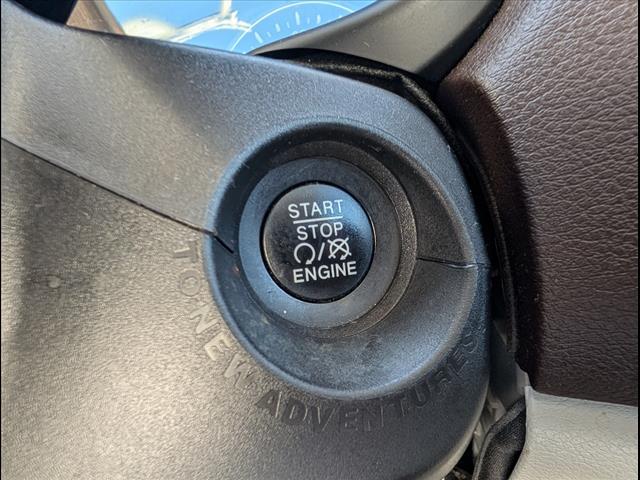 START
STOP
/
ENGINE
TO NEW ADVENTURES